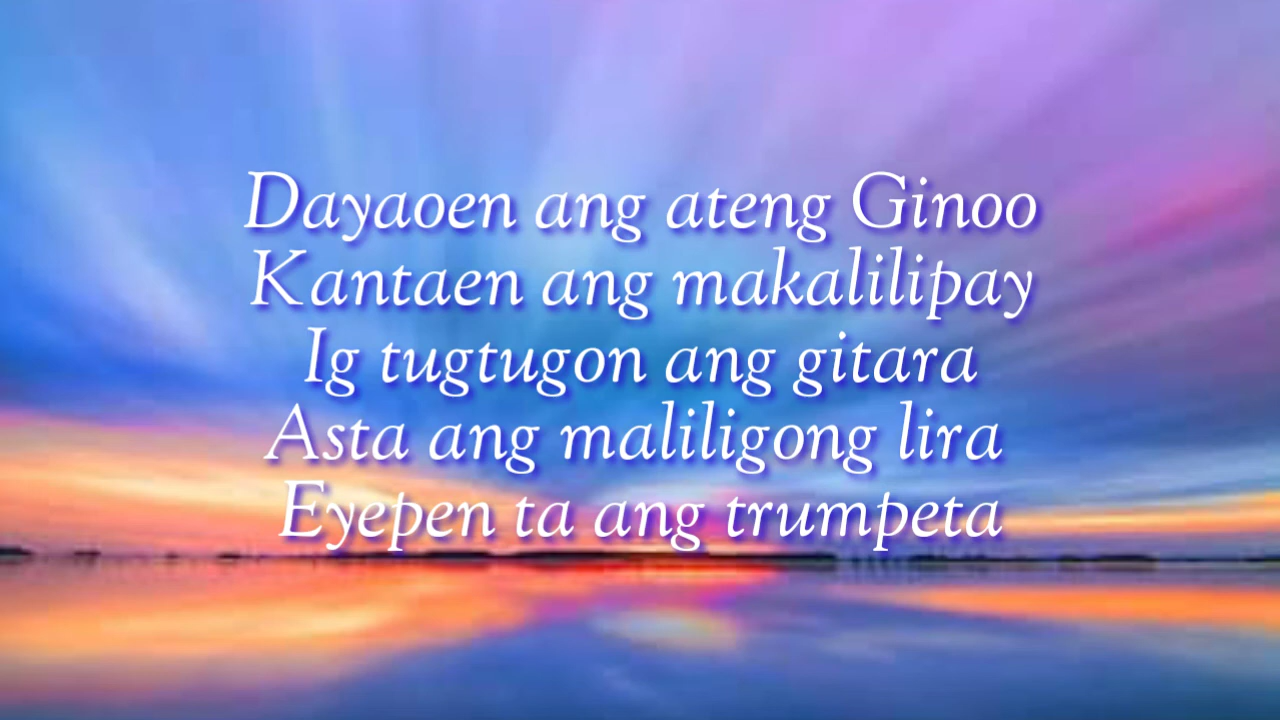 Dayaoen ang ateng Ginoo
Kantaen ang makalilipay
Ig tugtugon ang gitara
Asta ang maliligong lira
Eyepen ta ang trumpeta